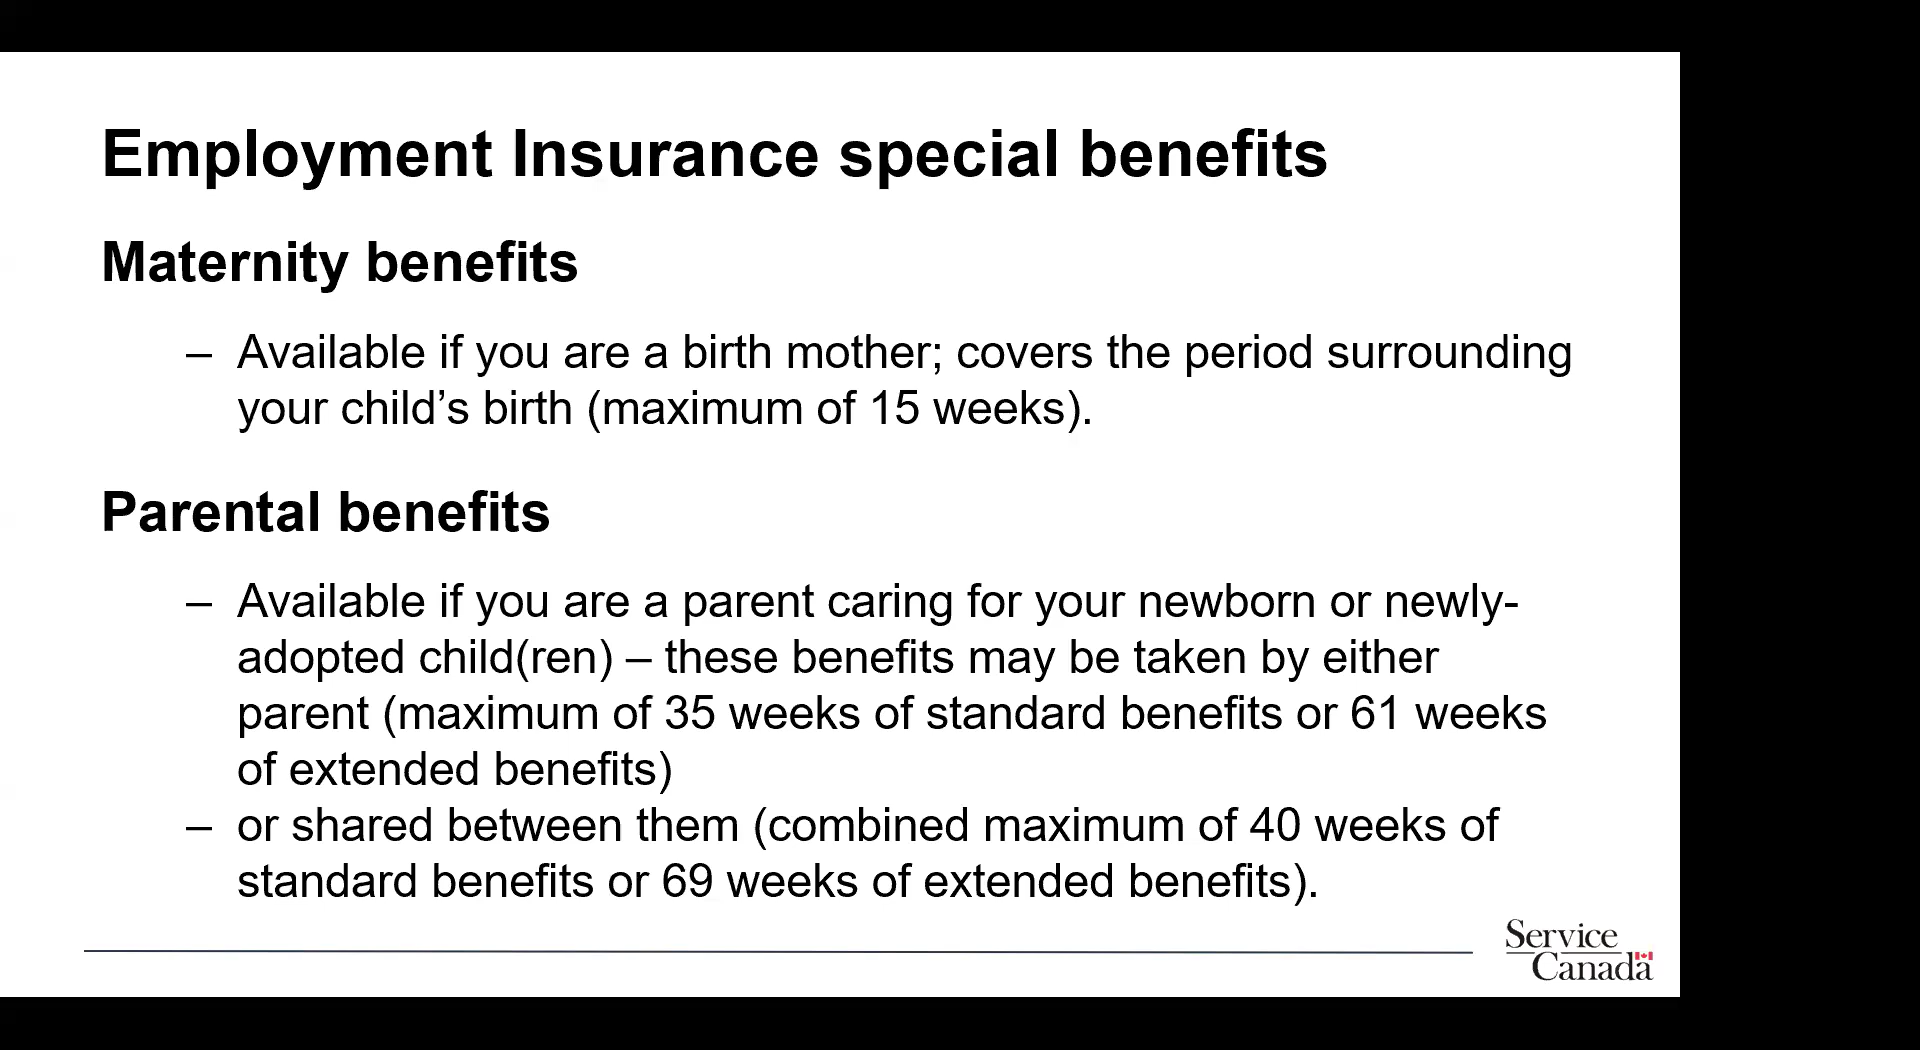 Employment Insurance special benefits
Maternity benefits
– Available if you are a birth mother; covers the period surrounding
your child’s birth (maximum of 15 weeks).
Parental benefits
– Available if you are a parent caring for your newborn or newly-
adopted child(ren) – these benefits may be taken by either
parent (maximum of 35 weeks of standard benefits or 61 weeks
of extended benefits)
– or shared between them (combined maximum of 40 weeks of
standard benefits or 69 weeks of extended benefits).
Service
Canada